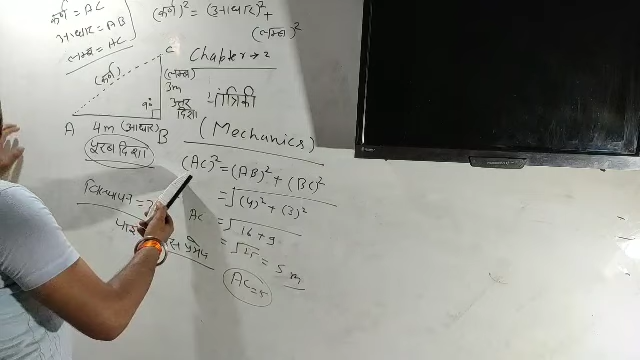 कर्ण = AC
आधार = AB
लम्ब = AC
(कर्ण)² = (आधार)² +
(लम्ब)²
Chapter → 2
यांत्रिकी
(Mechanics)
C
(कर्ण)
(लम्ब)
3m
उत्तर
दिशा
90°
A 4m (आधार) B
पूरब दिशा
(AC)² = (AB)² + (BC)²
= √(4)² + (3)²
AC = √16 + 9
= √25 = 5 m
AC = 5
विस्थापन = ?